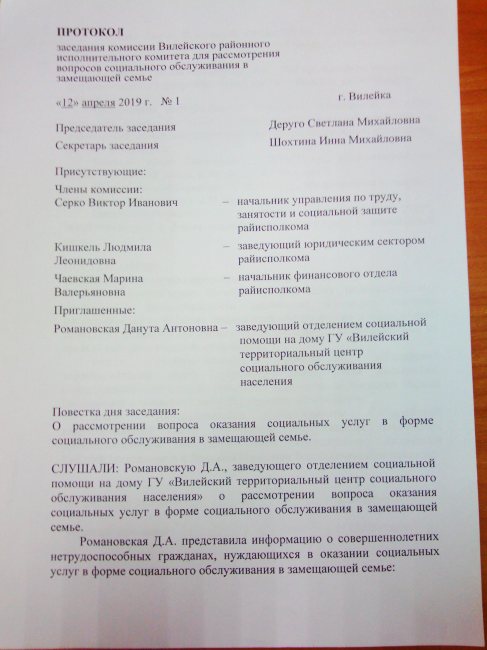 ПРОТОКОЛ
заседания комиссии Вилейского районного
исполнительного комитета для рассмотрения
вопросов социального обслуживания в
замещающей семье
«12» апреля 2019 г. № 1 г. Вилейка
Председатель заседания Деруго Светлана Михайловна
Секретарь заседания Шохтина Инна Михайловна
Присутствующие:
Члены комиссии:
Серко Виктор Иванович – начальник управления по труду,
занятости и социальной защите
райисполкома
Кишкель Людмила – заведующий юридическим сектором
Леонидовна райисполкома
Чаевская Марина – начальник финансового отдела
Валерьяновна райисполкома
Приглашенные:
Романовская Данута Антоновна – заведующий отделением социальной
помощи на дому ГУ «Вилейский
территориальный центр
социального обслуживания
населения
Повестка дня заседания:
О рассмотрении вопроса оказания социальных услуг в форме
социального обслуживания в замещающей семье.
СЛУШАЛИ: Романовскую Д.А., заведующего отделением социальной
помощи на дому ГУ «Вилейский территориальный центр социального
обслуживания населения» о рассмотрении вопроса оказания
социальных услуг в форме социального обслуживания в замещающей
семье.
Романовская Д.А. представила информацию о совершеннолетних
нетрудоспособных гражданах, нуждающихся в оказании социальных
услуг в форме социального обслуживания в замещающей семье: